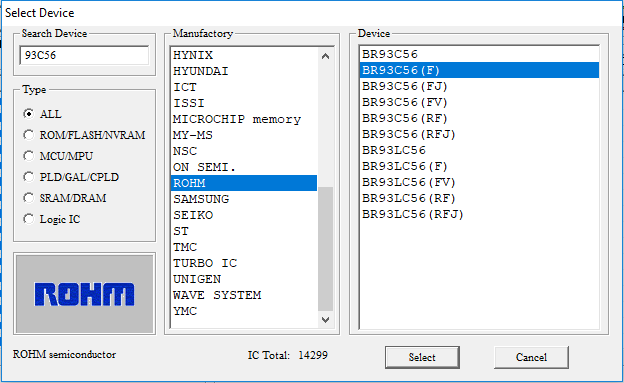 Select Device
Search Device
93C56
Type
ALL
ROM/FLASH/NVRAM
MCU/MPU
PLD/GAL/CPLD
SRAM/DRAM
Logic IC
ROHM
ROHM semiconductor
Manufactory
HYNIX
HYUNDAI
ICT
ISSI
MICROCHIP memory
MY-MS
NSC
ON SEMI.
ROHM
SAMSUNG
SEIKO
ST
TMC
TURBO IC
UNIGEN
WAVE SYSTEM
YMC
IC Total: 14299
Device
BR93C56
BR93C56(F)
BR93C56(FJ)
BR93C56(FV)
BR93C56(RF)
BR93C56(RFJ)
BR93LC56
BR93LC56(F)
BR93LC56(FV)
BR93LC56(RF)
BR93LC56(RFJ)
Select
Cancel